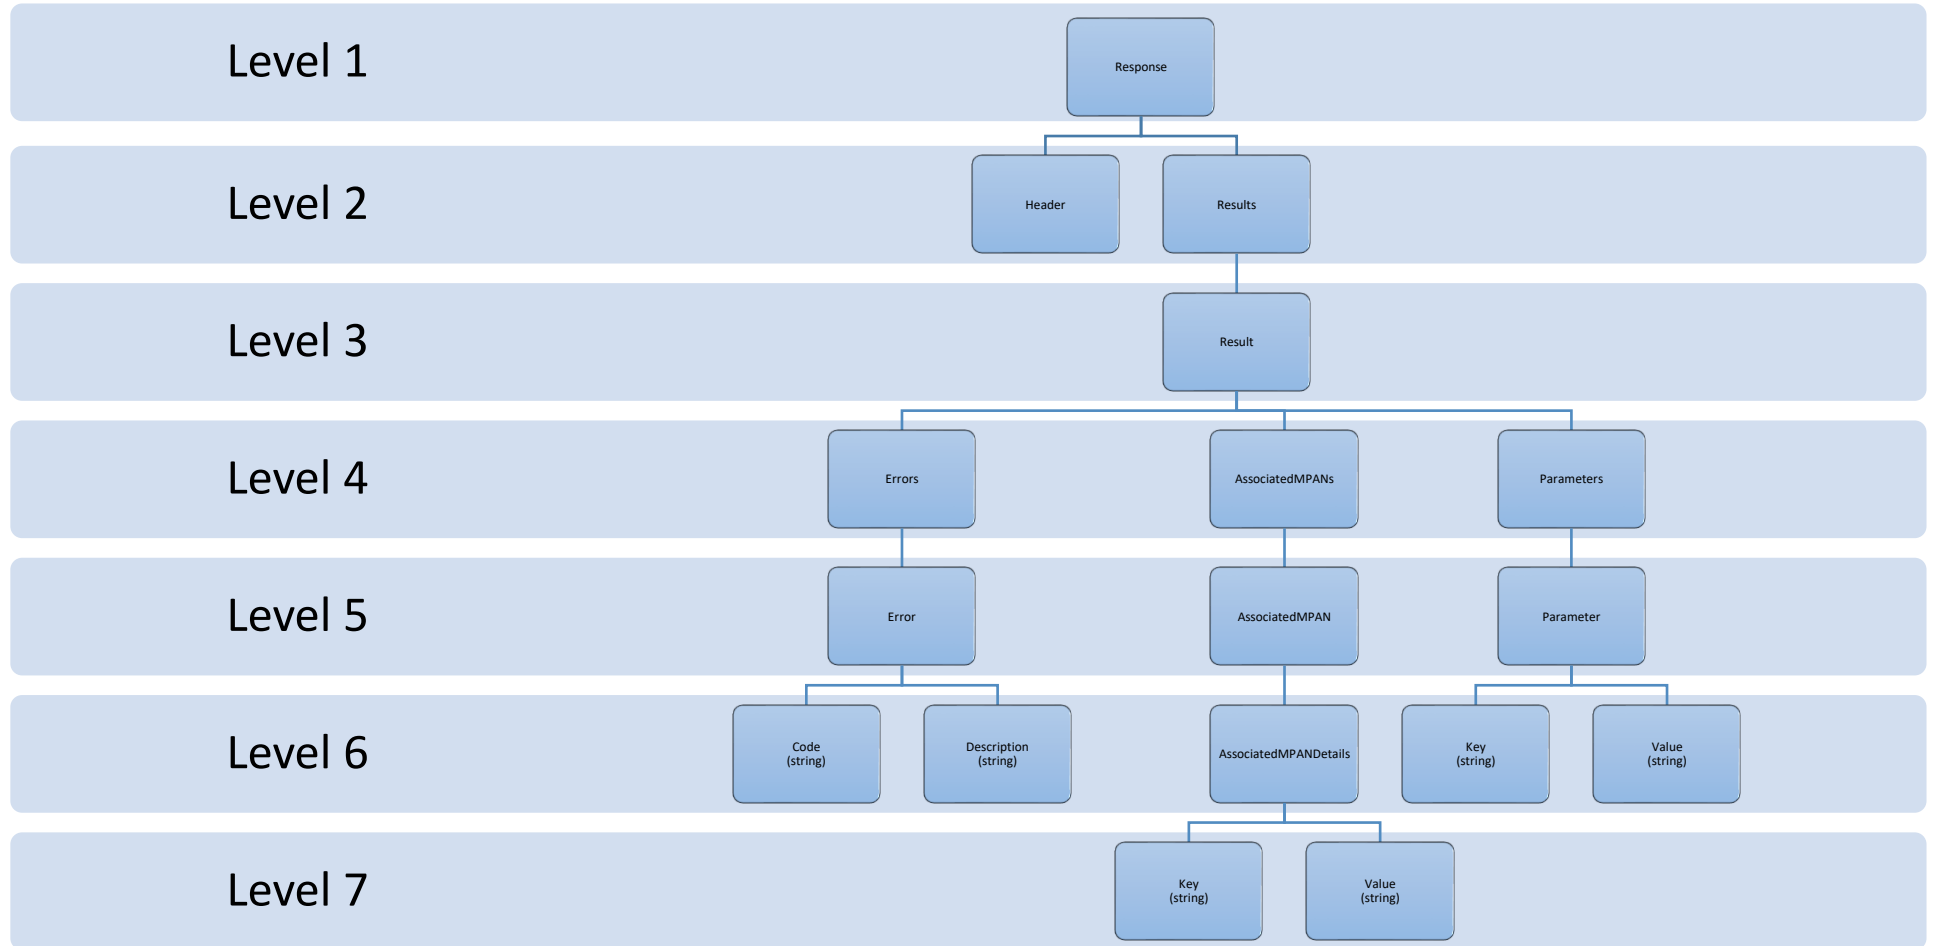 Level 1
Response
Level 2
Header
Results
Level 3
Result
Level 4
Errors
AssociatedMPANs
Parameters
Level 5
Error
AssociatedMPAN
Parameter
Level 6
Code
(string)
Description
(string)
AssociatedMPANDetails
Key
(string)
Value
(string)
Level 7
Key
(string)
Value
(string)